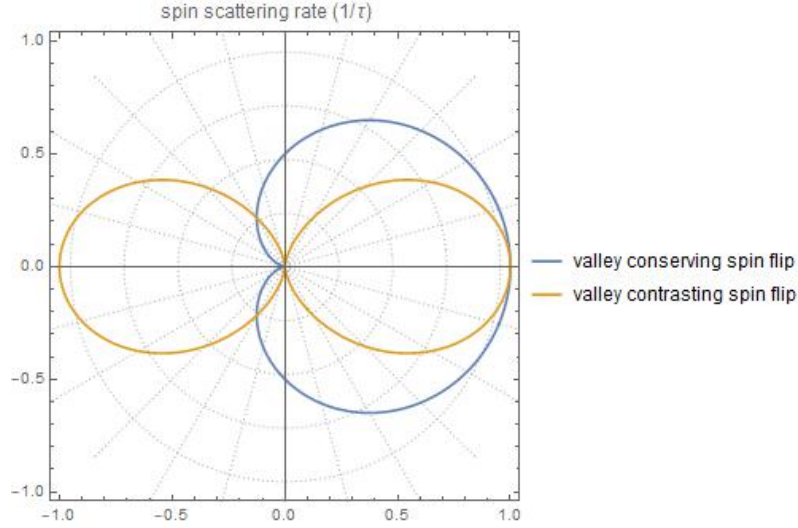 spin scattering rate (1/τ)
1.0
0.5
0.0
−0.5
−1.0
−1.0 −0.5 0.0 0.5 1.0
valley conserving spin flip
valley contrasting spin flip